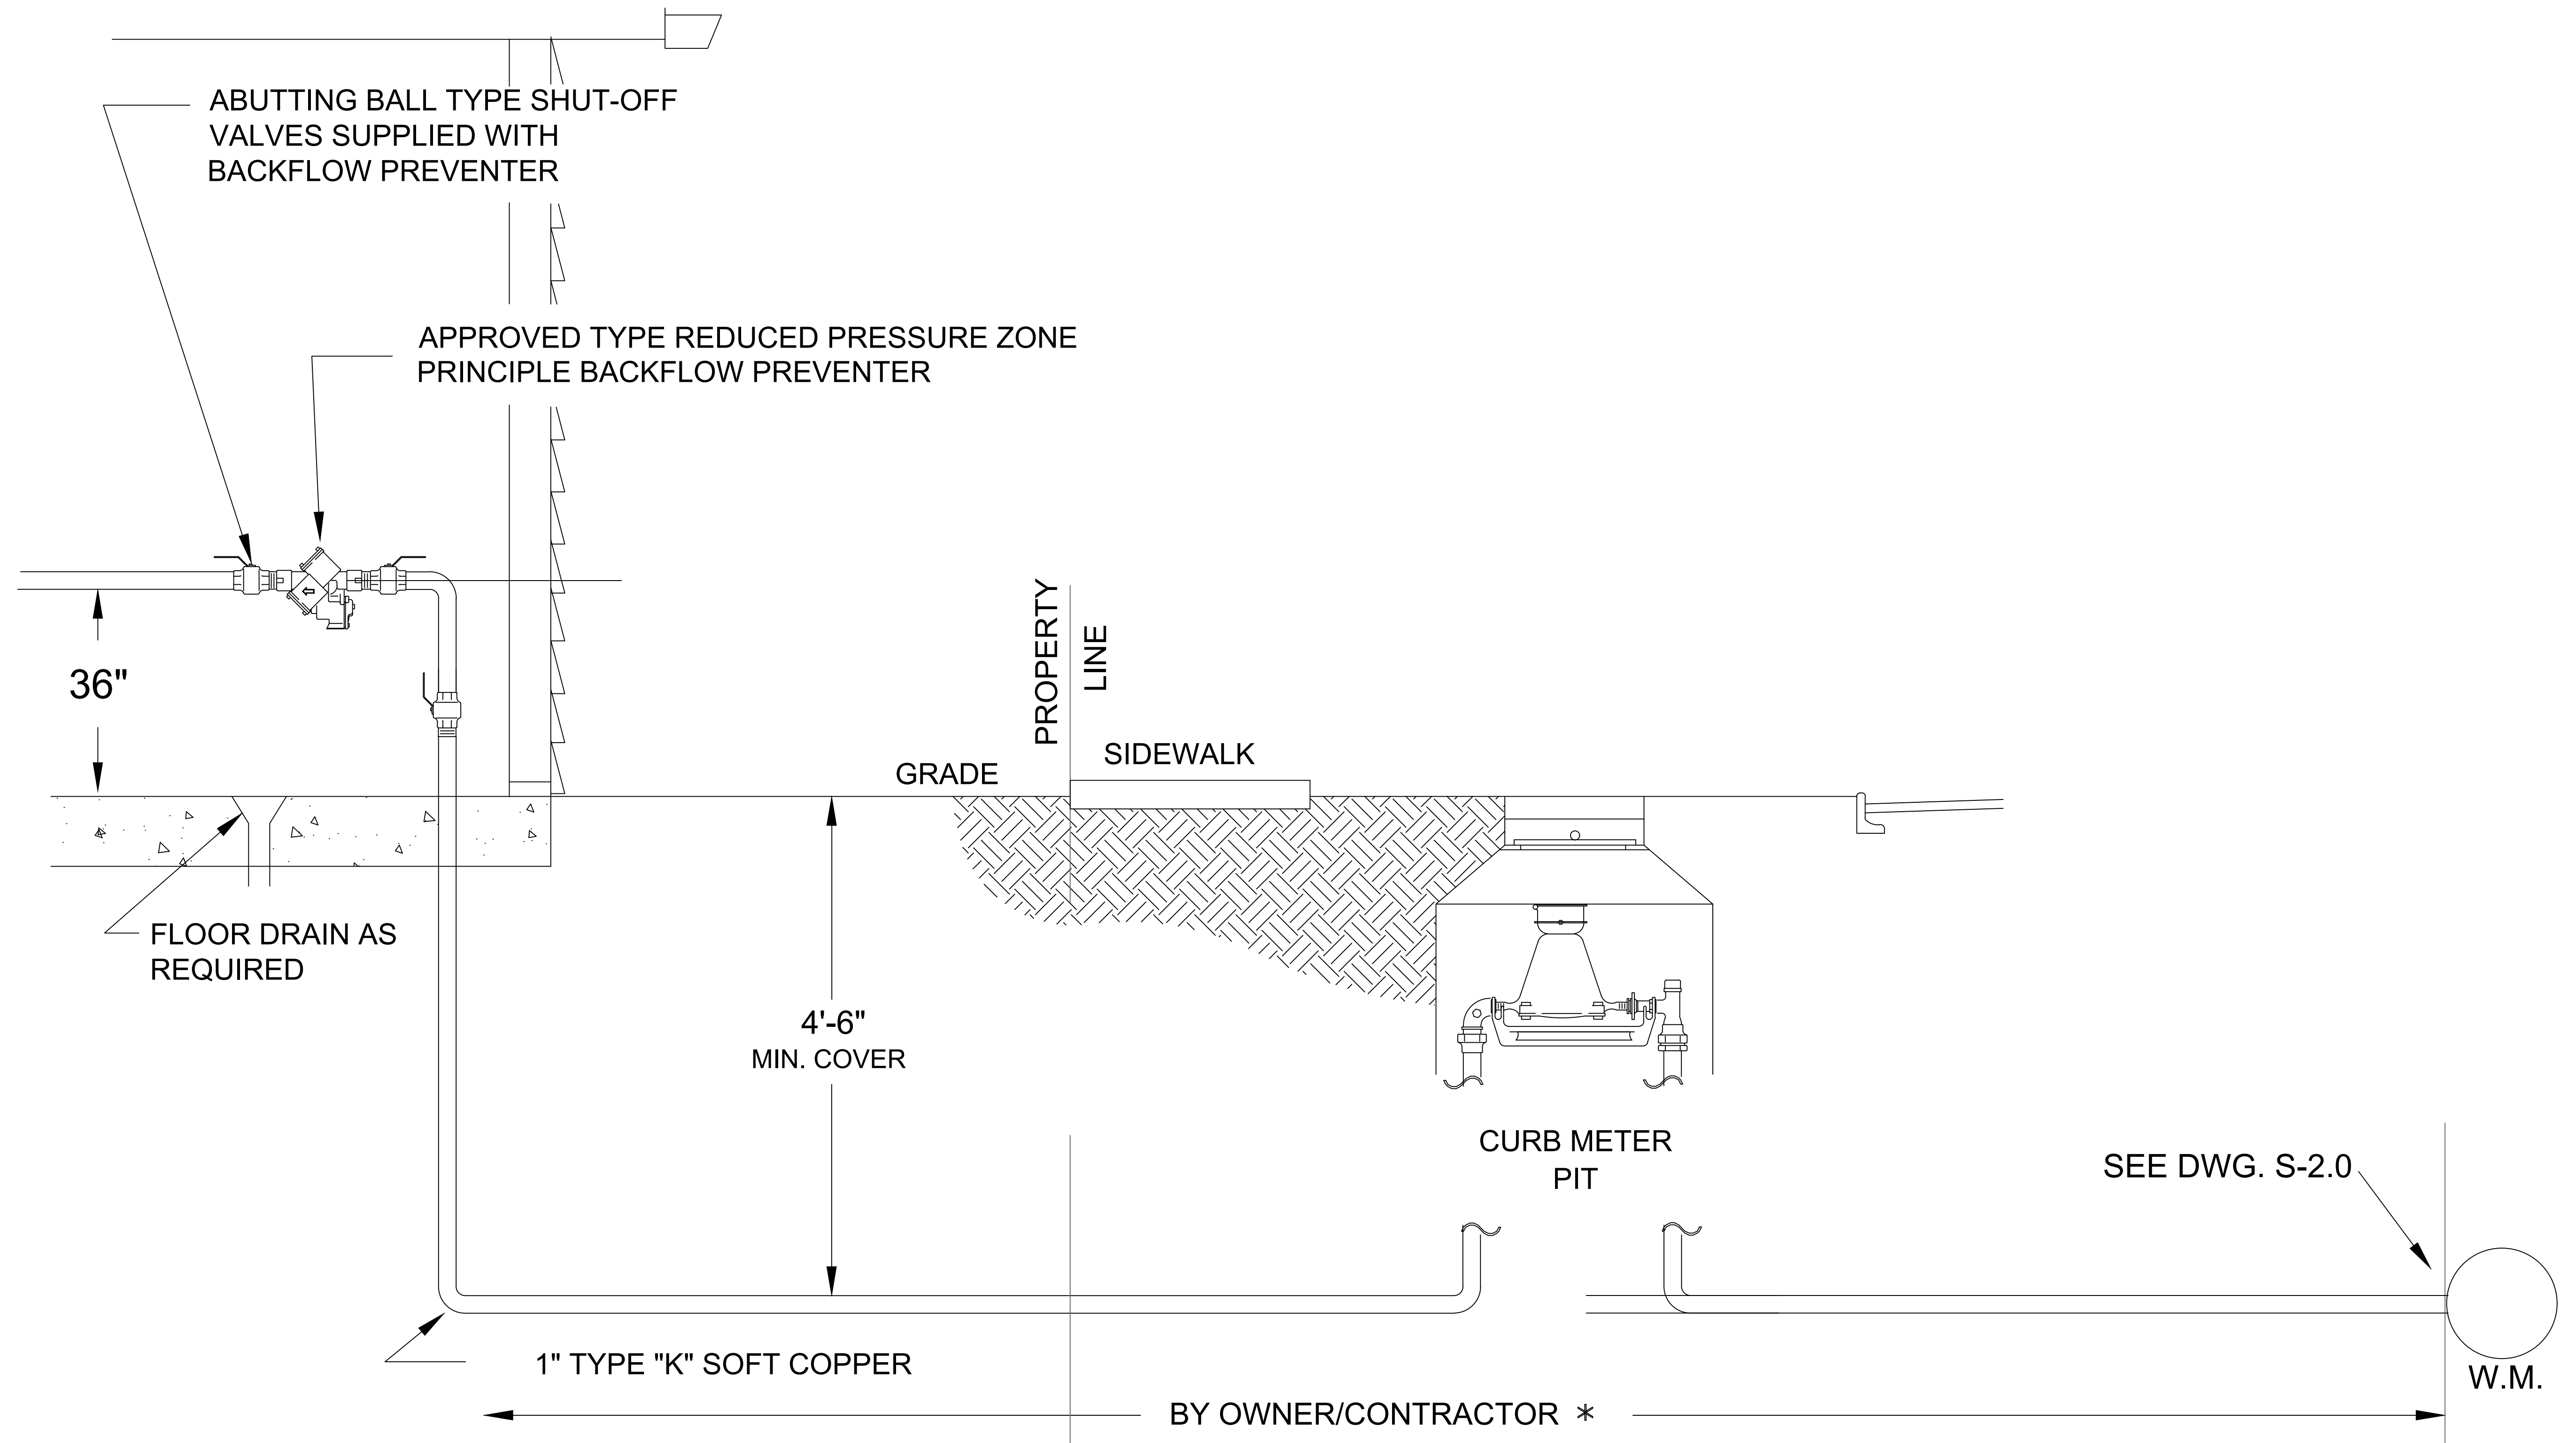 ABUTTING BALL TYPE SHUT-OFF
VALVES SUPPLIED WITH
BACKFLOW PREVENTER
APPROVED TYPE REDUCED PRESSURE ZONE
PRINCIPLE BACKFLOW PREVENTER
36"
PROPERTY
LINE
SIDEWALK
GRADE
FLOOR DRAIN AS
REQUIRED
4'-6"
MIN. COVER
CURB METER
PIT
SEE DWG. S-2.0
1" TYPE "K" SOFT COPPER
W.M.
BY OWNER/CONTRACTOR *